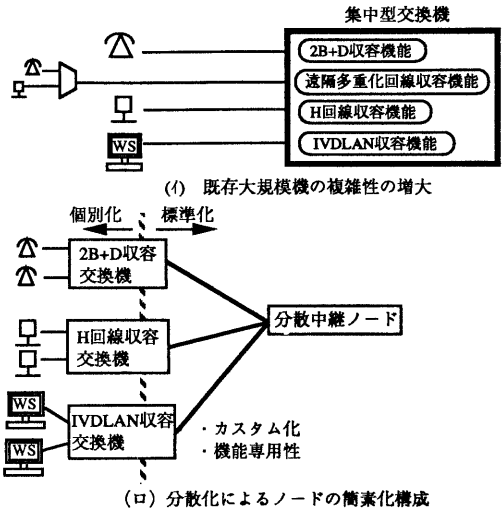 集中型交換機
2B+D収容機能
遠隔多重化回線収容機能
H回線収容機能
WS
IVDLAN収容機能
(イ) 既存大規模機の複雑性の増大
個別化
標準化
2B+D収容
交換機
H回線収容
交換機
分散中継ノード
WS
WS
IVDLAN収容
交換機
・カスタム化
・機能専用性
(ロ) 分散化によるノードの簡素化構成